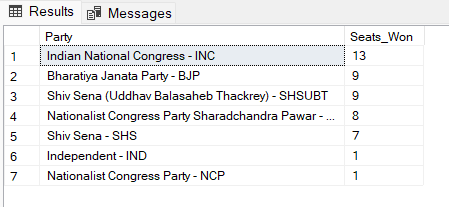 Results Messages
Party Seats_Won
1 Indian National Congress - INC 13
2 Bharatiya Janata Party - BJP 9
3 Shiv Sena (Uddhav Balasaheb Thackrey) - SHSUBT 9
4 Nationalist Congress Party Sharadchandra Pawar - ... 8
5 Shiv Sena - SHS 7
6 Independent - IND 1
7 Nationalist Congress Party - NCP 1